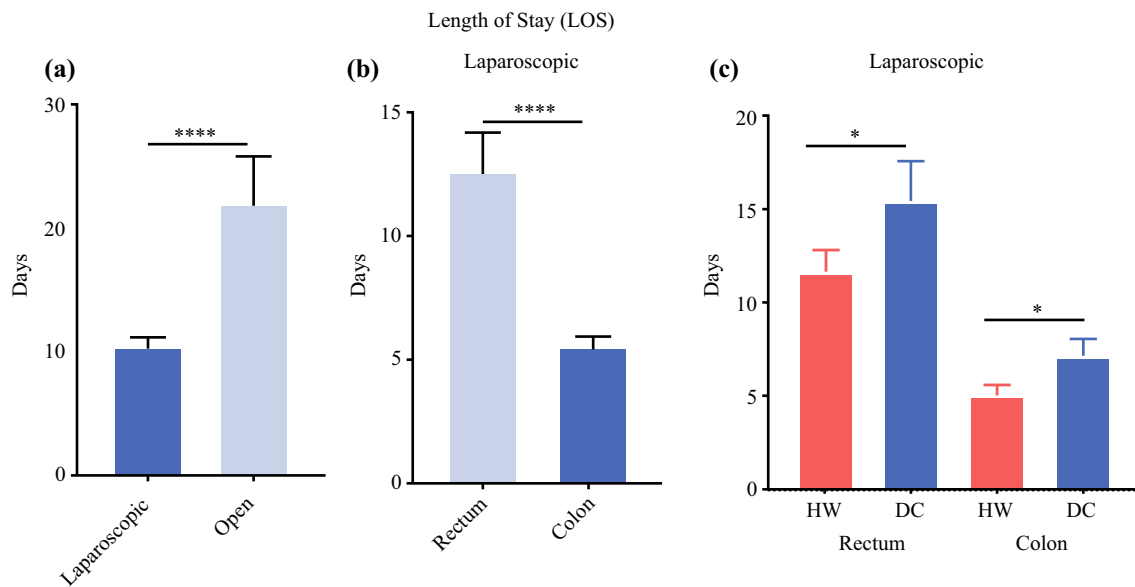 Length of Stay (LOS)
(a)
30
20
10
0
Days
****
Laparoscopic
Open
(b)
Laparoscopic
15
10
5
0
Days
****
Rectum
Colon
(c)
Laparoscopic
20
15
10
5
0
Days
*
*
HW DC HW DC
Rectum Colon